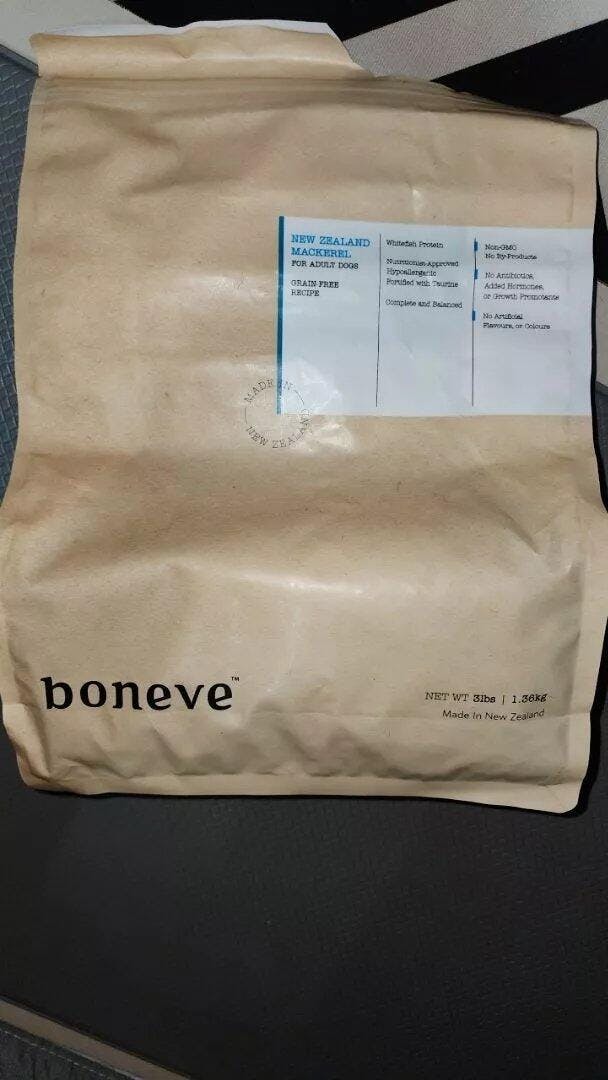 NEW ZEALAND
MACKEREL
FOR ADULT DOGS
GRAIN-FREE
RECIPE
Whitefish Protein
Nutritionist-Approved
Hypoallergenic
Fortified with Taurine
Complete and Balanced
Non-GMO
No By-Products
No Antibiotics,
Added Hormones,
or Growth Promotants
No Artificial
Flavours, or Colours
MADE IN
NEW ZEALAND
boneve™
NET WT 3lbs | 1.36kg
Made In New Zealand